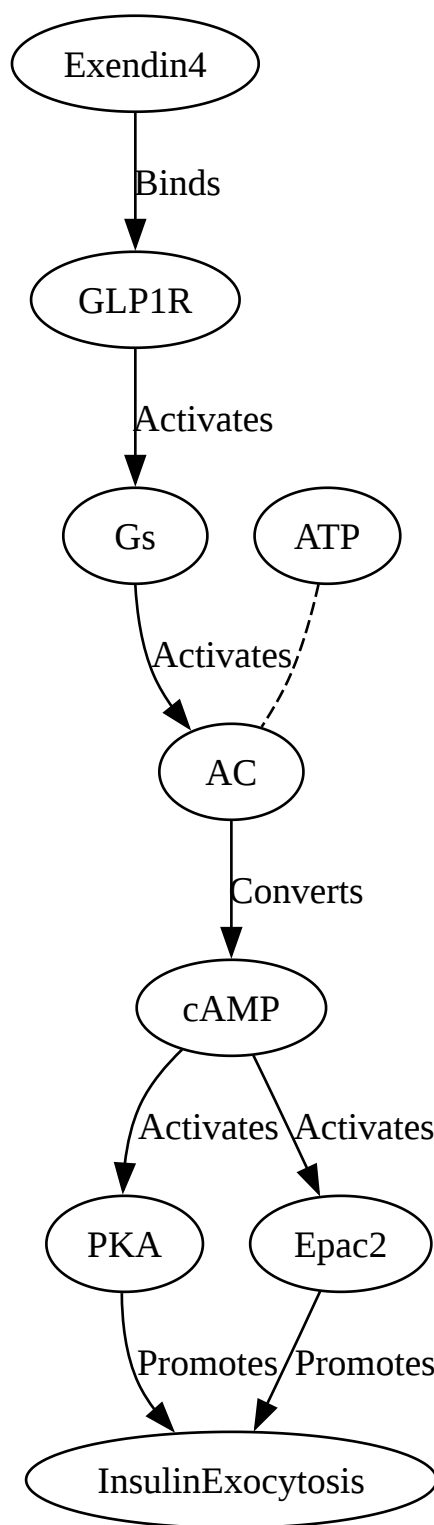 Exendin4
Binds
GLP1R
Activates
Gs
ATP
Activates
AC
Converts
cAMP
Activates
Activates
PKA
Epac2
Promotes
Promotes
InsulinExocytosis